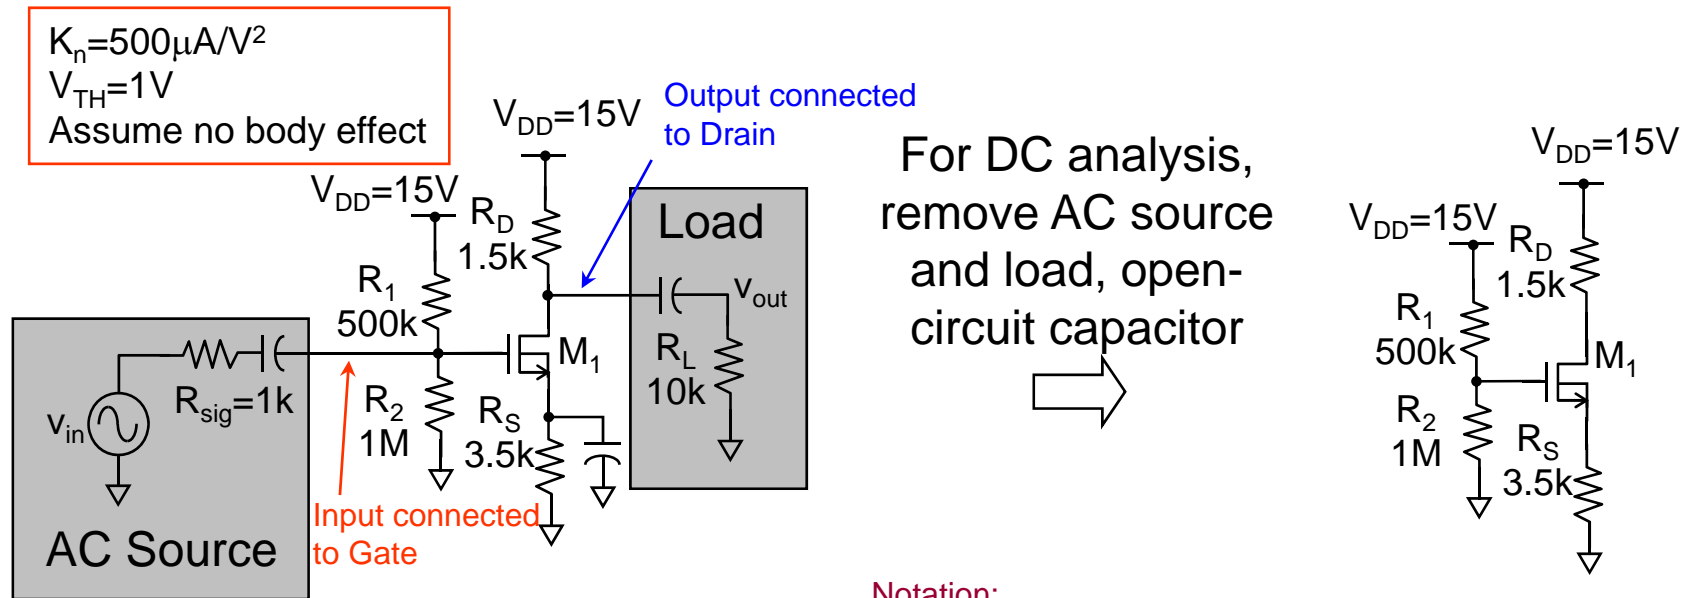 Kn=500μA/V2
VTH=1V
Assume no body effect
VDD=15V
Output connected
to Drain
VDD=15V
RD
1.5k
Load
R1
500k
vout
M1
RL
10k
Rsig=1k
vin
R2
1M
RS
3.5k
Input connected
to Gate
AC Source
For DC analysis,
remove AC source
and load, open-
circuit capacitor
VDD=15V
VDD=15V
RD
1.5k
R1
500k
M1
R2
1M
RS
3.5k
Notation: